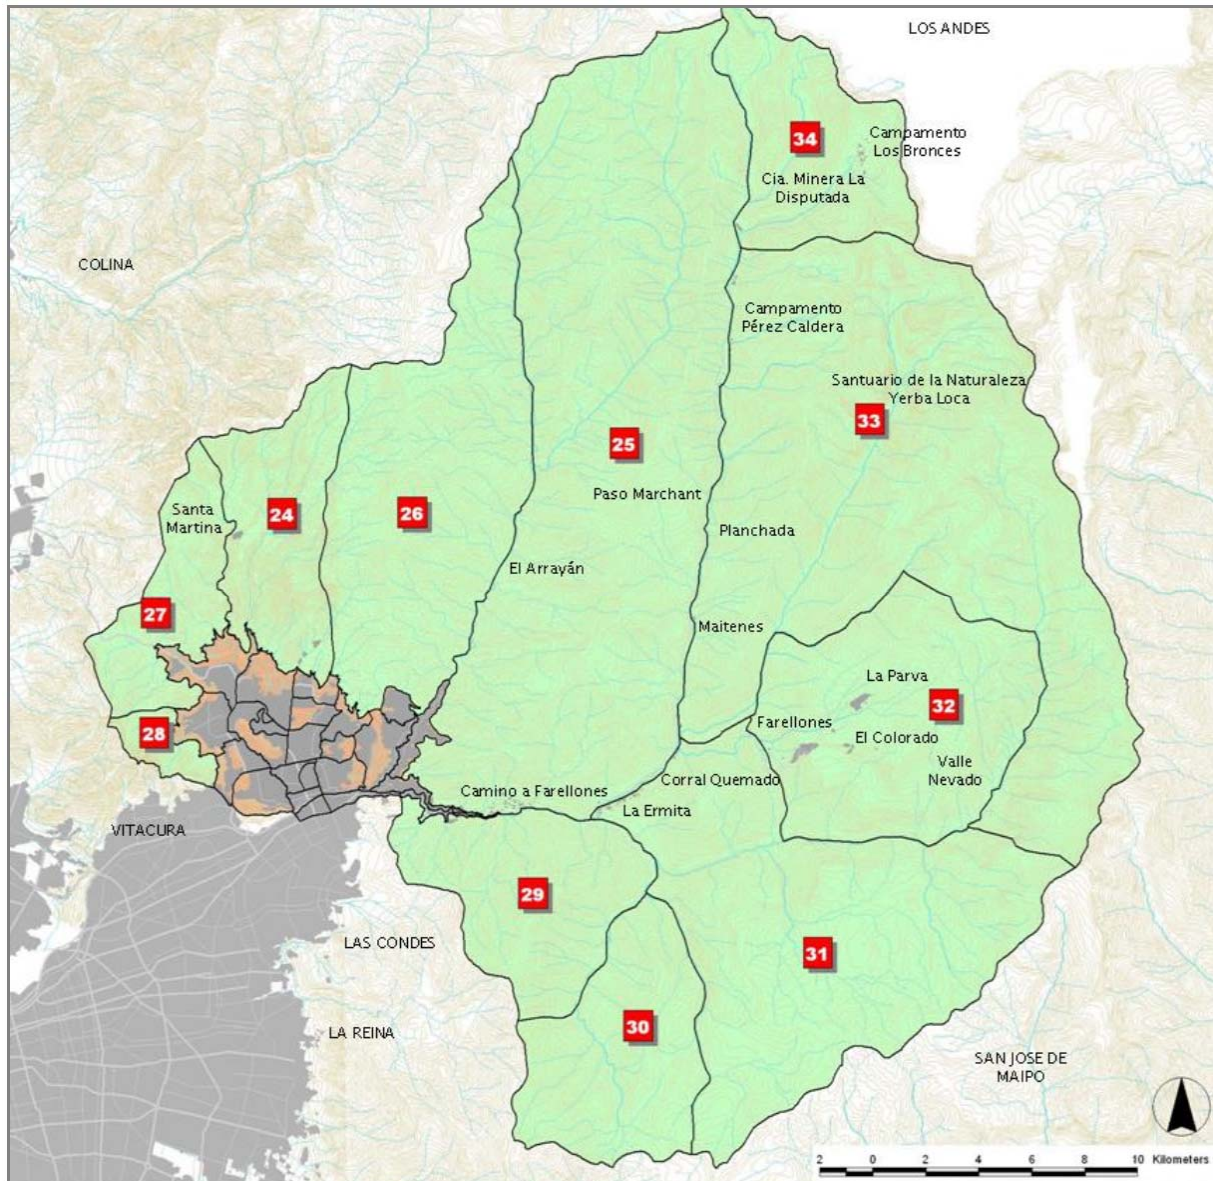 LOS ANDES
34
Campamento
Los Bronces
Cia. Minera La
Disputada
COLINA
Campamento
Pérez Caldera
Santuario de la Naturaleza
Yerba Loca
33
25
Paso Marchant
Santa
Martina
24
26
Planchada
El Arrayán
27
Maitenes
La Parva
32
28
Farellones
El Colorado
Valle
Nevado
Corral Quemado
Camino a Farellones
La Ermita
VITACURA
29
LAS CONDES
31
30
LA REINA
SAN JOSE DE
MAIPO
2 0 2 4 6 8 10 Kilometers